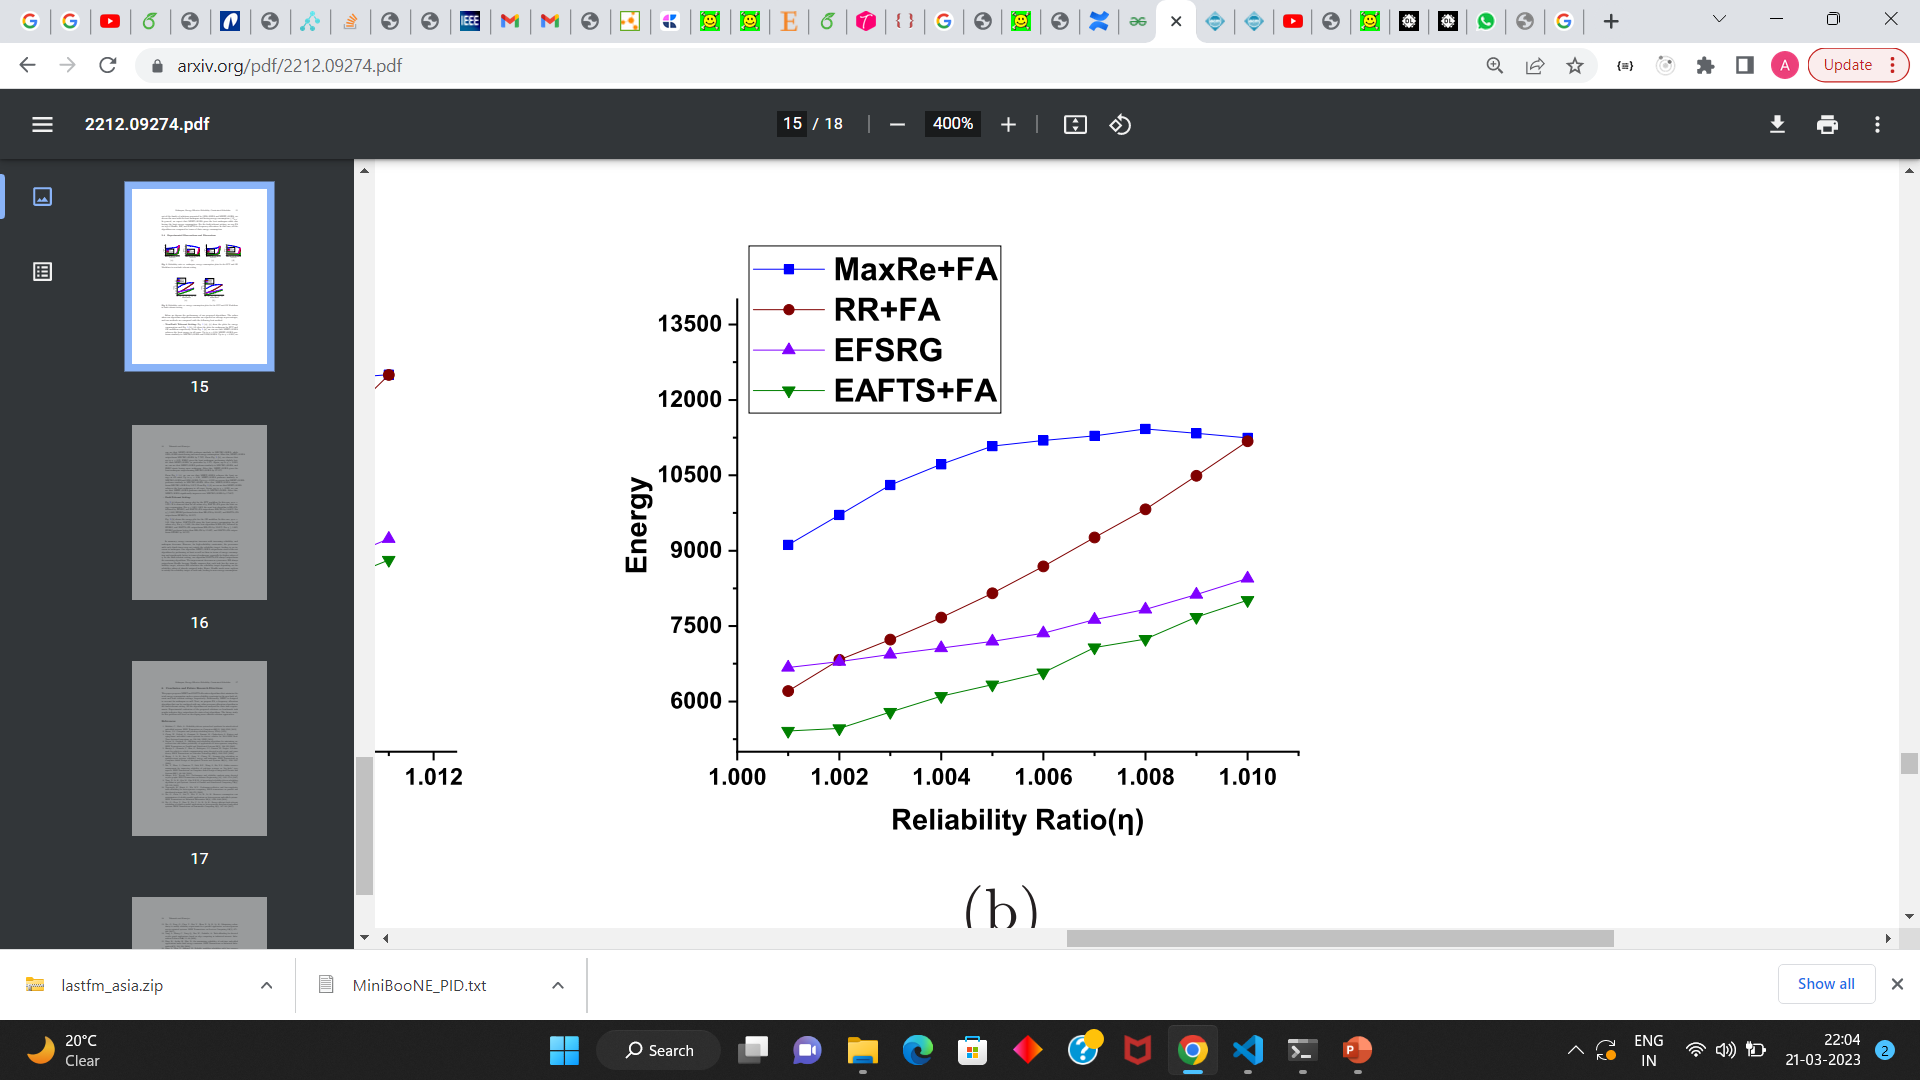 arxiv.org/pdf/2212.09274.pdf
Update
2212.09274.pdf
15 / 18
400%
15
16
17
MaxRe+FA
RR+FA
EFSRG
EAFTS+FA
13500
12000
10500
9000
7500
6000
Energy
1.012
1.000 1.002 1.004 1.006 1.008 1.010
Reliability Ratio(η)
(b)
lastfm_asia.zip
MiniBooNE_PID.txt
Show all
20°C
Clear
Search
ENG
IN
22:04
21-03-2023
2